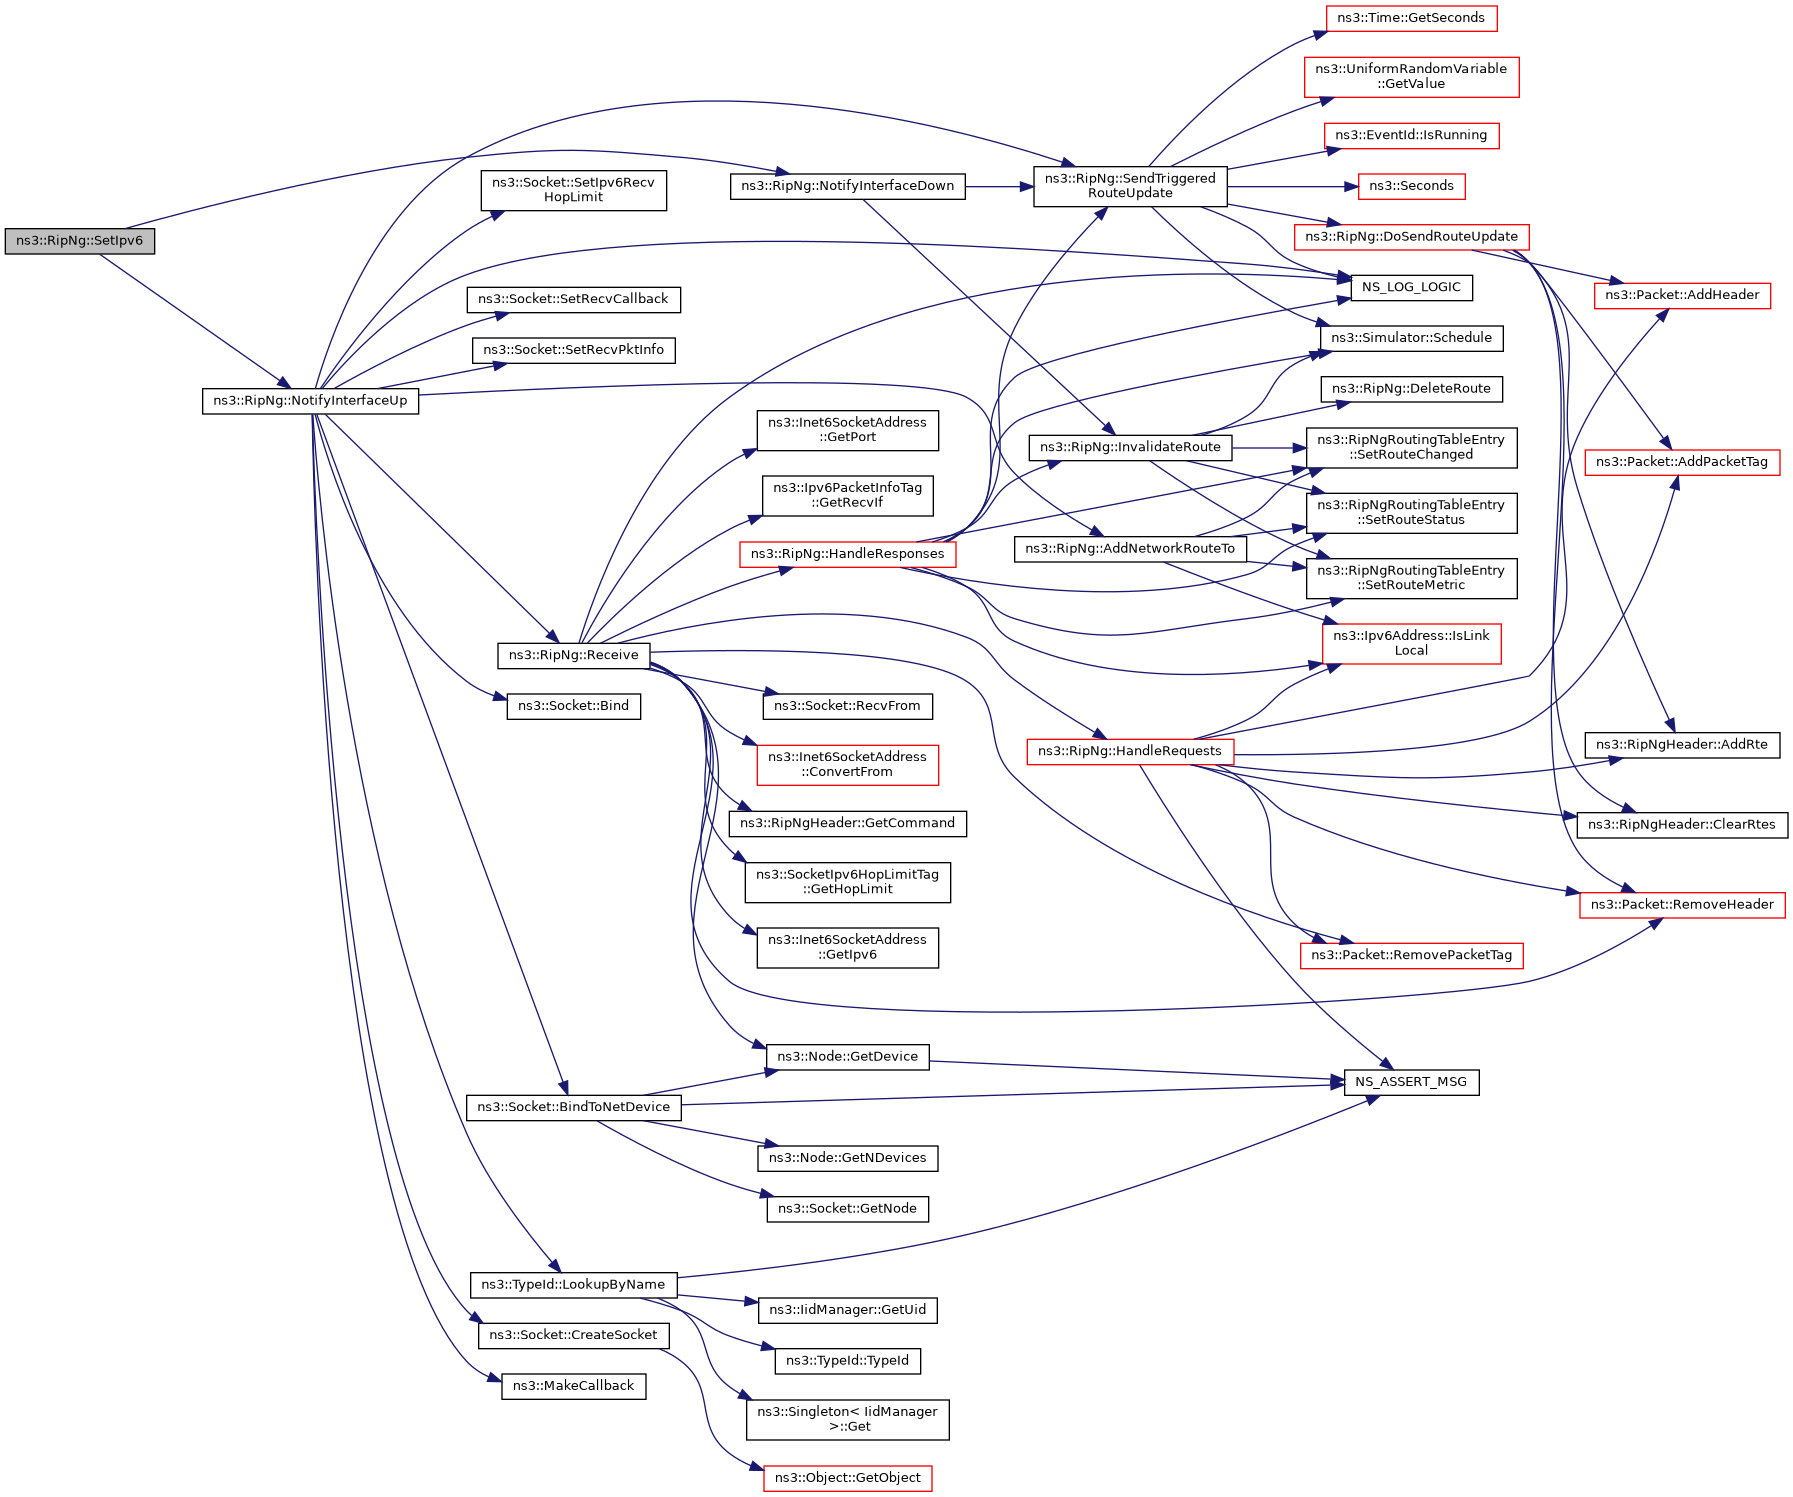 ns3::RipNg::SetIpv6
ns3::RipNg::NotifyInterfaceUp
ns3::Socket::SetIpv6Recv
HopLimit
ns3::Socket::SetRecvCallback
ns3::Socket::SetRecvPktInfo
ns3::RipNg::Receive
ns3::Socket::Bind
ns3::Socket::BindToNetDevice
ns3::TypeId::LookupByName
ns3::Socket::CreateSocket
ns3::MakeCallback
ns3::RipNg::NotifyInterfaceDown
ns3::Inet6SocketAddress
::GetPort
ns3::Ipv6PacketInfoTag
::GetRecvIf
ns3::RipNg::HandleResponses
ns3::Socket::RecvFrom
ns3::Inet6SocketAddress
::ConvertFrom
ns3::RipNgHeader::GetCommand
ns3::SocketIpv6HopLimitTag
::GetHopLimit
ns3::Inet6SocketAddress
::GetIpv6
ns3::Node::GetDevice
ns3::Node::GetNDevices
ns3::Socket::GetNode
ns3::IidManager::GetUid
ns3::TypeId::TypeId
ns3::Singleton< IidManager
>::Get
ns3::Object::GetObject
ns3::RipNg::SendTriggered
RouteUpdate
ns3::RipNg::InvalidateRoute
ns3::RipNg::AddNetworkRouteTo
ns3::RipNg::HandleRequests
ns3::Time::GetSeconds
ns3::UniformRandomVariable
::GetValue
ns3::EventId::IsRunning
ns3::Seconds
ns3::RipNg::DoSendRouteUpdate
NS_LOG_LOGIC
ns3::Simulator::Schedule
ns3::RipNg::DeleteRoute
ns3::RipNgRoutingTableEntry
::SetRouteChanged
ns3::RipNgRoutingTableEntry
::SetRouteStatus
ns3::RipNgRoutingTableEntry
::SetRouteMetric
ns3::Ipv6Address::IsLink
Local
ns3::Packet::RemovePacketTag
NS_ASSERT_MSG
ns3::Packet::AddHeader
ns3::Packet::AddPacketTag
ns3::RipNgHeader::AddRte
ns3::RipNgHeader::ClearRtes
ns3::Packet::RemoveHeader